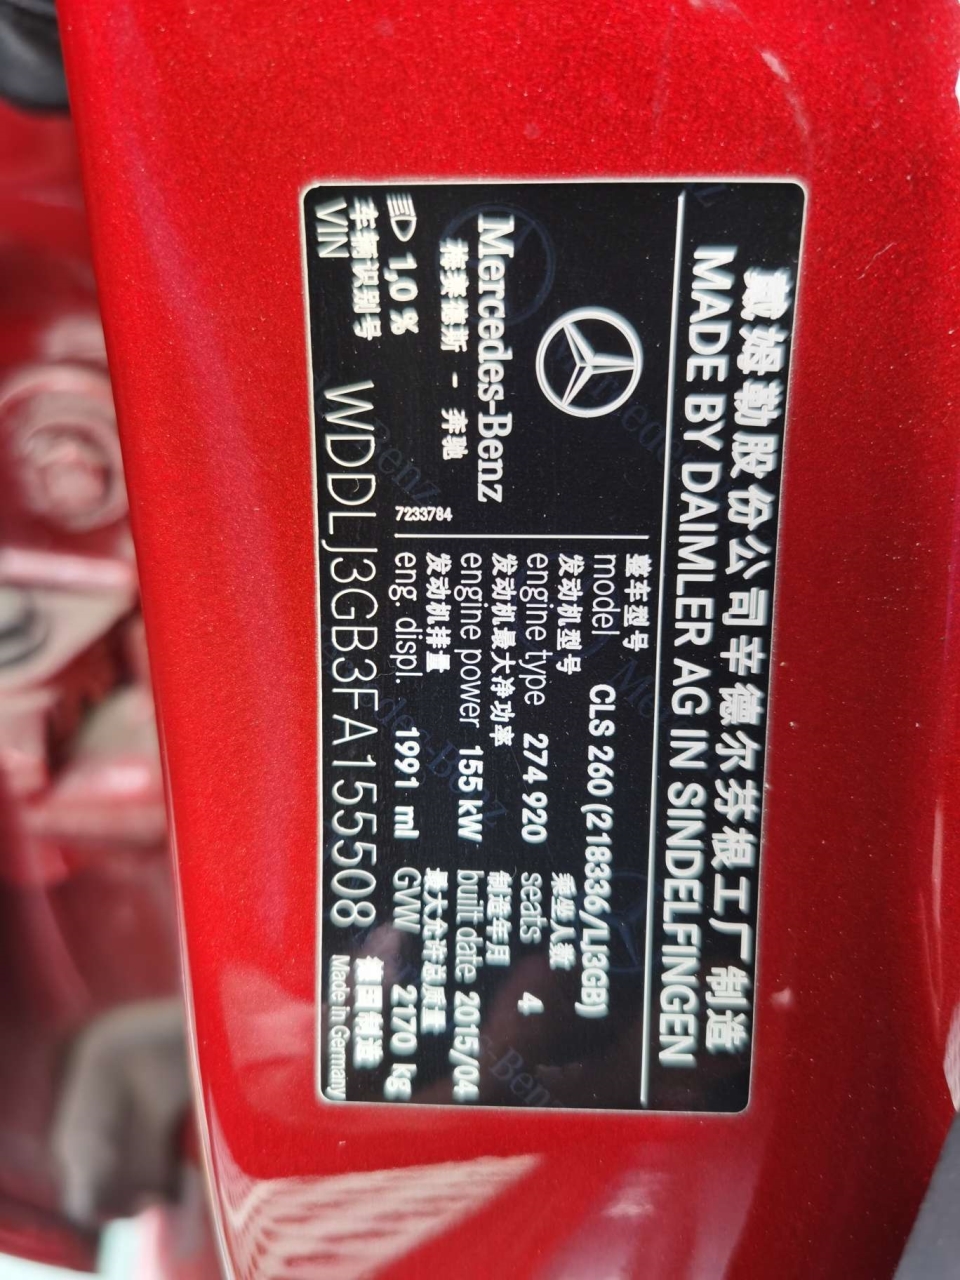 戴姆勒股份公司辛德尔芬根工厂制造
MADE BY DAIMLER AG IN SINDELFINGEN
Mercedes-Benz
梅赛德斯 - 奔驰
整车型号
model CLS 260 (218336/LJ3GB)
发动机型号 乘坐人数
engine type 274 920 seats 4
发动机最大净功率 制造年月
engine power 155 kW built date 2015/04
发动机排量 最大允许总质量
7233784 eng. displ. 1991 ml GVW 2170 kg
1,0 %
车辆识别号 德国制造
VIN WDDLJ3GB3FA155508 Made in Germany